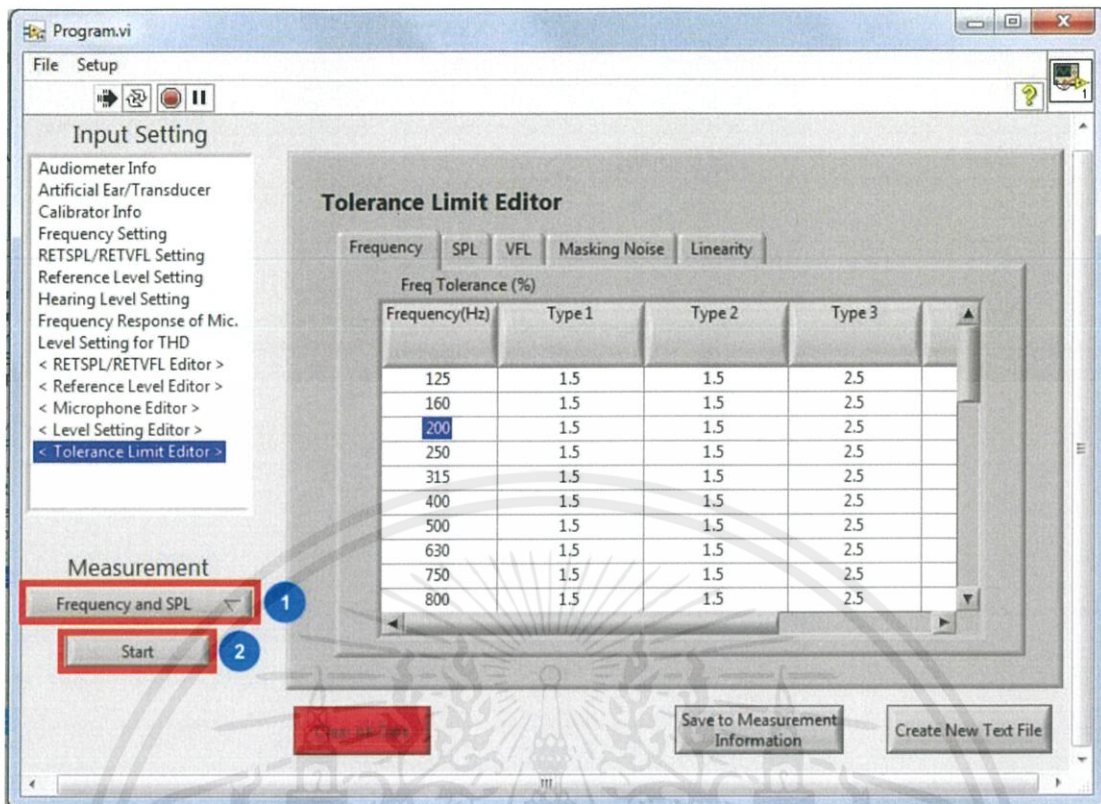 Program.vi
File Setup
1
Input Setting
Audiometer Info
Artificial Ear/Transducer
Calibrator Info
Frequency Setting
RETSPL/RETVFL Setting
Reference Level Setting
Hearing Level Setting
Frequency Response of Mic.
Level Setting for THD
< RETSPL/RETVFL Editor >
< Reference Level Editor >
< Microphone Editor >
< Level Setting Editor >
< Tolerance Limit Editor >
Measurement
Frequency and SPL 1
Start 2
Tolerance Limit Editor
Frequency SPL VFL Masking Noise Linearity
Freq Tolerance (%)
Frequency(Hz) Type 1 Type 2 Type 3
125 1.5 1.5 2.5
160 1.5 1.5 2.5
200 1.5 1.5 2.5
250 1.5 1.5 2.5
315 1.5 1.5 2.5
400 1.5 1.5 2.5
500 1.5 1.5 2.5
630 1.5 1.5 2.5
750 1.5 1.5 2.5
800 1.5 1.5 2.5
Save to Measurement
Information
Create New Text File